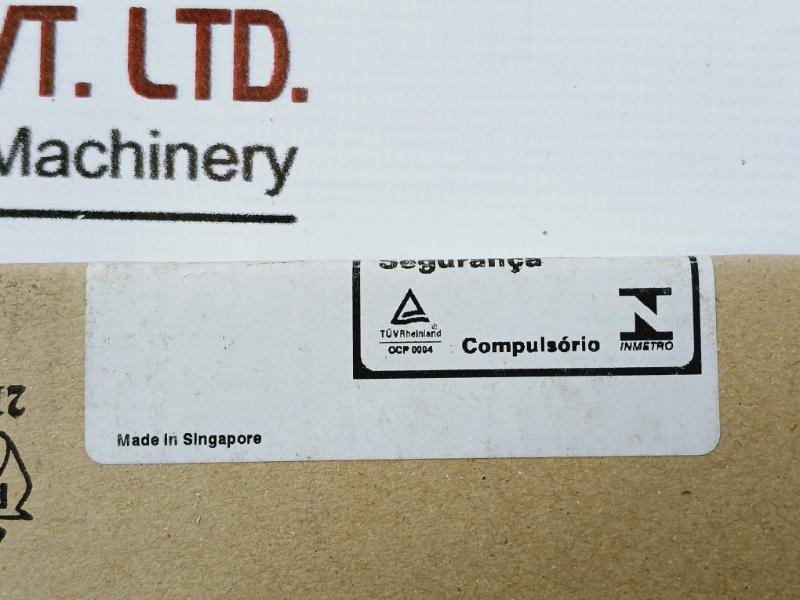 VT. LTD.
Machinery
Segurança
TÜVRheinland
®
OCP 0004
Compulsório
INMETRO
Made in Singapore